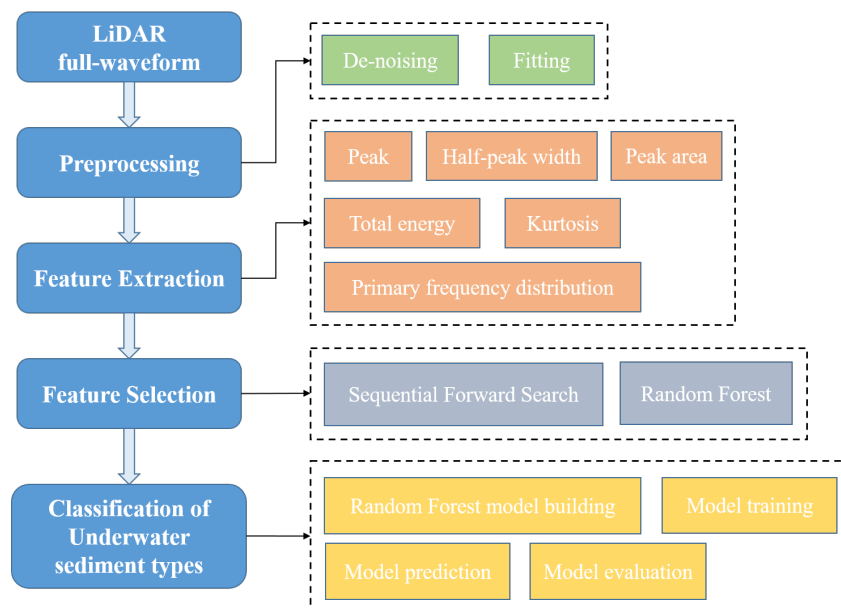 LiDAR
full-waveform
De-noising
Fitting
Preprocessing
Peak
Half-peak width
Peak area
Total energy
Kurtosis
Feature Extraction
Primary frequency distribution
Feature Selection
Sequential Forward Search
Random Forest
Classification of
Underwater
sediment types
Random Forest model building
Model training
Model prediction
Model evaluation